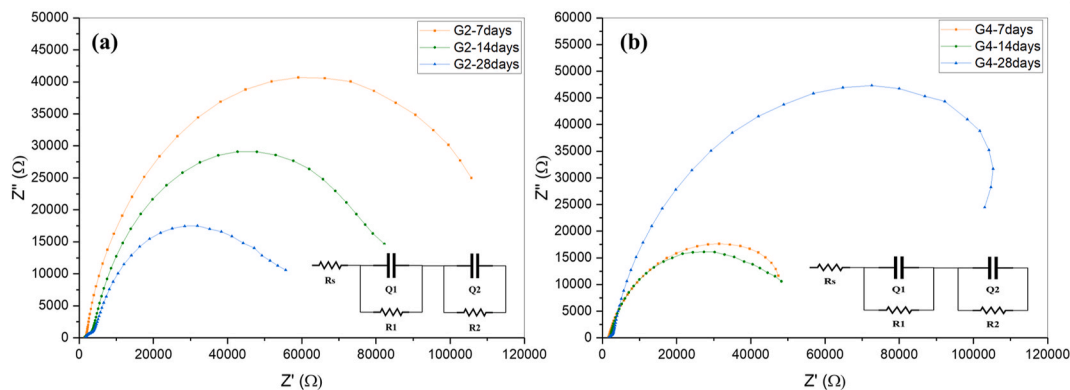 (a)
G2-7days
G2-14days
G2-28days
50000
45000
40000
35000
30000
25000
20000
15000
10000
5000
0
Z'' (Ω)
0
20000
40000
60000
80000
100000
120000
Z' (Ω)
Rs
Q1
R1
Q2
R2
(b)
G4-7days
G4-14days
G4-28days
60000
55000
50000
45000
40000
35000
30000
25000
20000
15000
10000
5000
0
Z'' (Ω)
0
20000
40000
60000
80000
100000
120000
Z' (Ω)
Rs
Q1
R1
Q2
R2